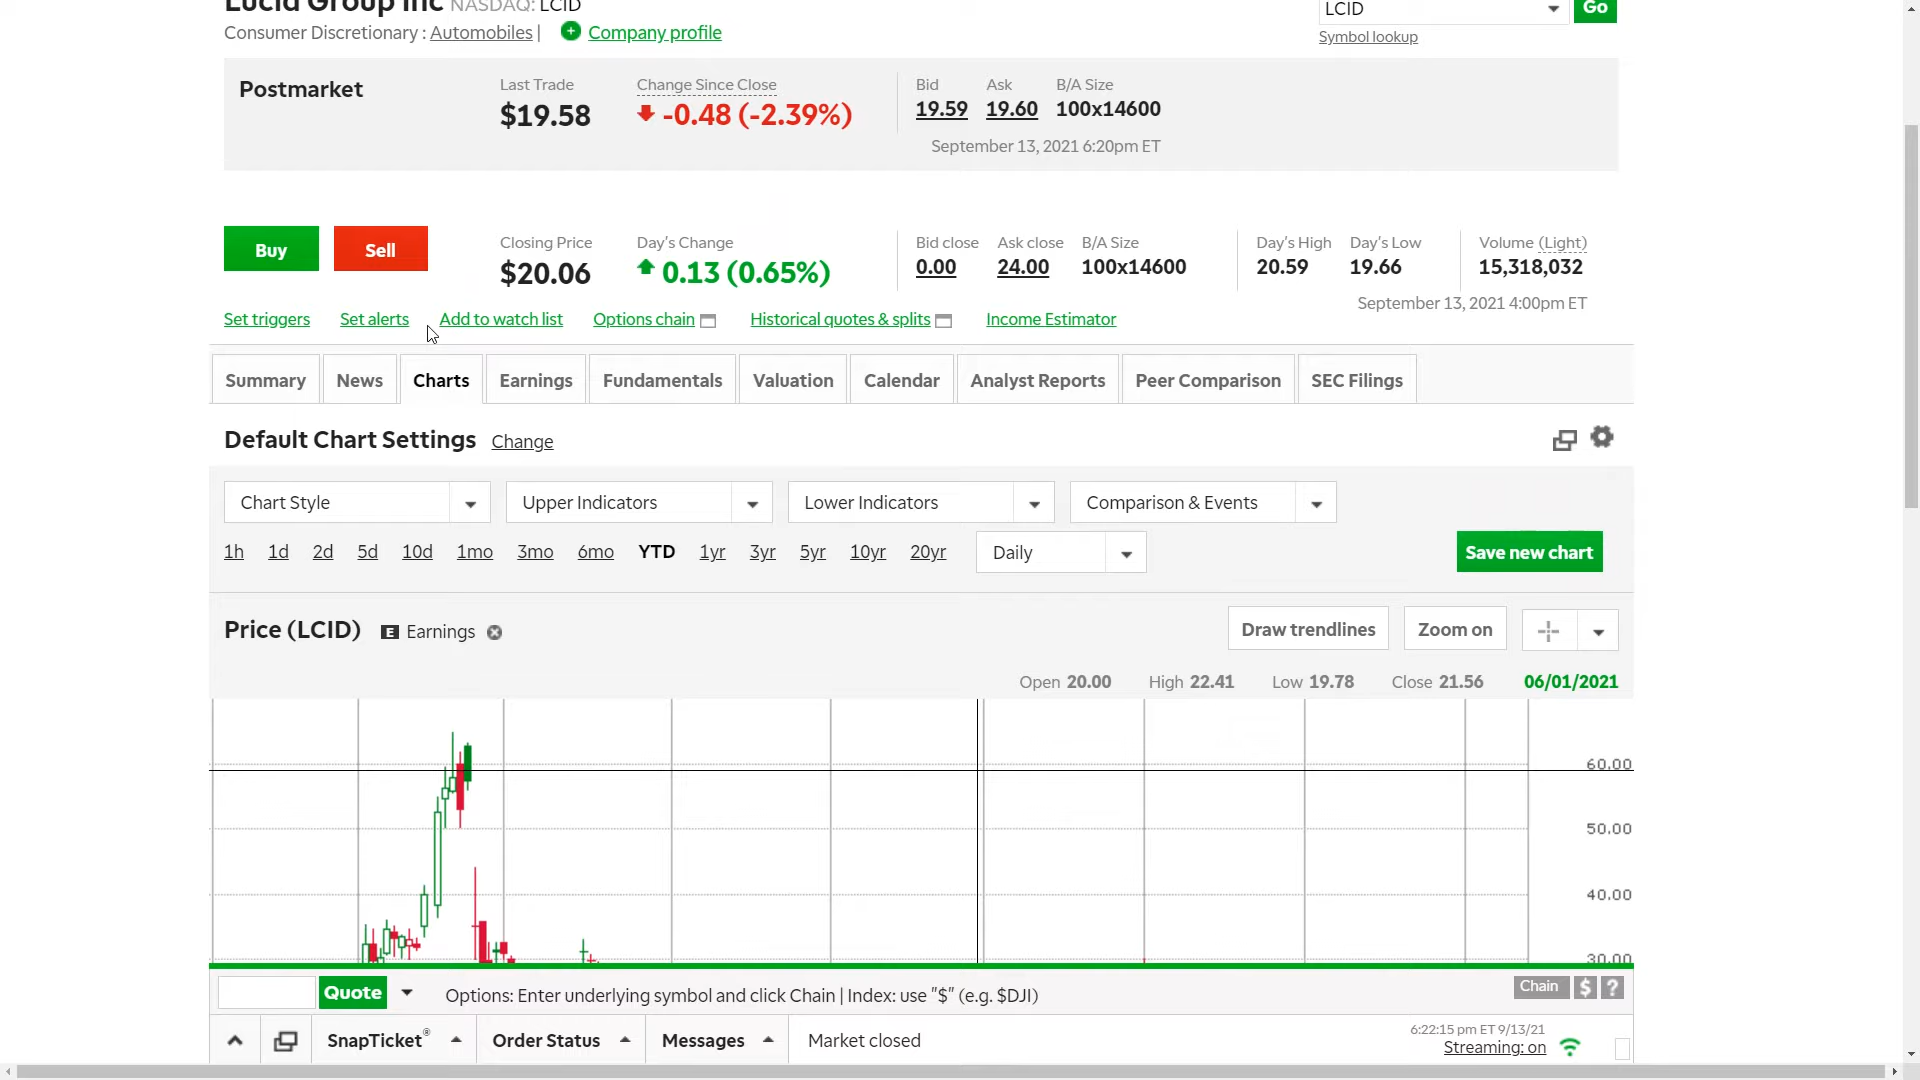 Lucid Group Inc NASDAQ: LCID
LCID Go
Consumer Discretionary : Automobiles | Company profile
Symbol lookup
Postmarket
Last Trade
$19.58
Change Since Close
-0.48 (-2.39%)
Bid Ask B/A Size
19.59 19.60 100x14600
September 13, 2021 6:20pm ET
Buy Sell
Closing Price
$20.06
Day's Change
0.13 (0.65%)
Bid close Ask close B/A Size
0.00 24.00 100x14600
Day's High Day's Low
20.59 19.66
Volume (Light)
15,318,032
September 13, 2021 4:00pm ET
Set triggers Set alerts Add to watch list Options chain Historical quotes & splits Income Estimator
Summary News Charts Earnings Fundamentals Valuation Calendar Analyst Reports Peer Comparison SEC Filings
Default Chart Settings Change
Chart Style Upper Indicators Lower Indicators Comparison & Events
1h 1d 2d 5d 10d 1mo 3mo 6mo YTD 1yr 3yr 5yr 10yr 20yr Daily Save new chart
Price (LCID) E Earnings Draw trendlines Zoom on
Open 20.00 High 22.41 Low 19.78 Close 21.56 06/01/2021
60.00
50.00
40.00
30.00
Quote Options: Enter underlying symbol and click Chain | Index: use "$" (e.g. $DJI) Chain $ ?
SnapTicket® Order Status Messages Market closed
6:22:15 pm ET 9/13/21
Streaming: on